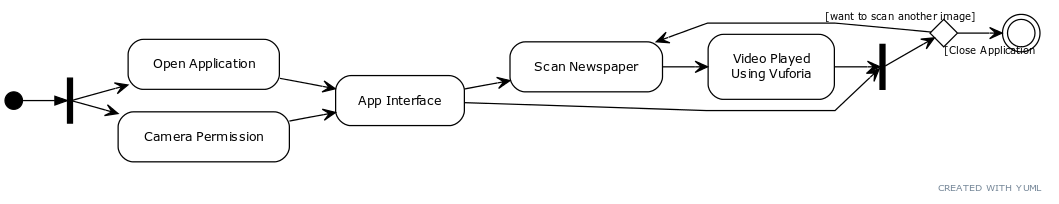 [want to scan another image]
Open Application
Scan Newspaper
Video Played
Using Vuforia
[Close Application
App Interface
Camera Permission
CREATED WITH YUML